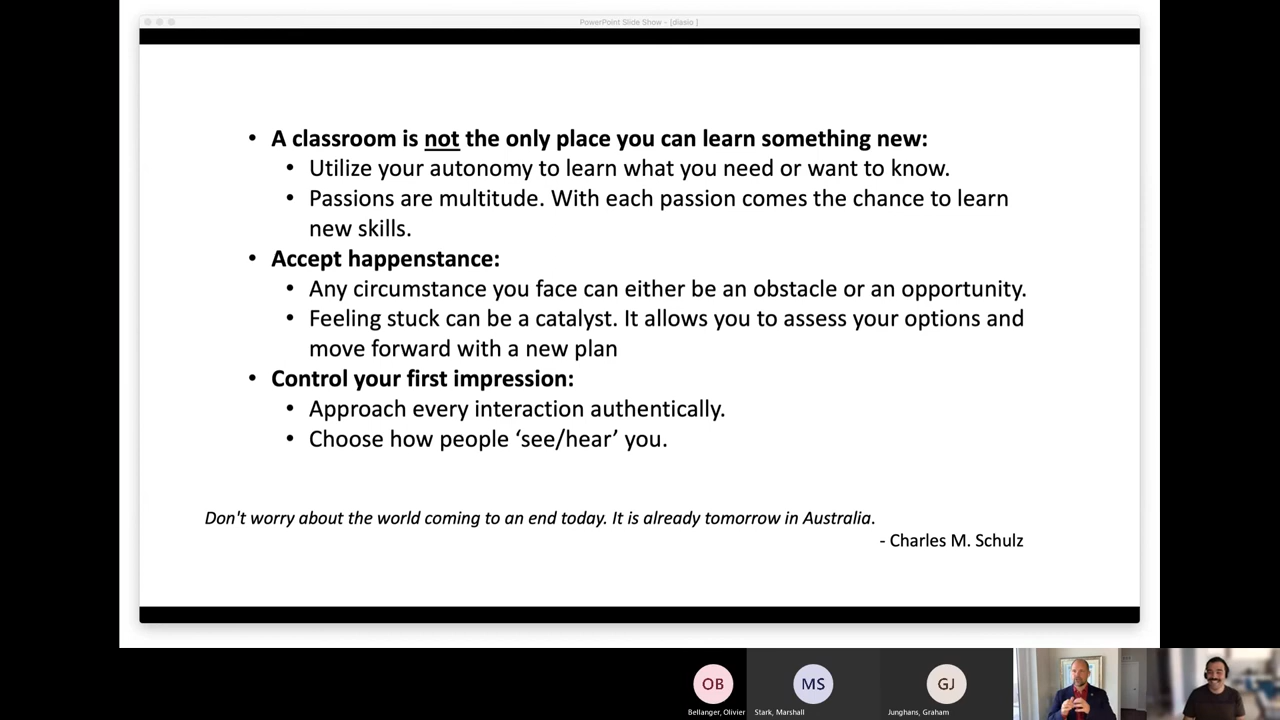 PowerPoint Slide Show - [diasio ]
• A classroom is not the only place you can learn something new:
• Utilize your autonomy to learn what you need or want to know.
• Passions are multitude. With each passion comes the chance to learn
new skills.
• Accept happenstance:
• Any circumstance you face can either be an obstacle or an opportunity.
• Feeling stuck can be a catalyst. It allows you to assess your options and
move forward with a new plan
• Control your first impression:
• Approach every interaction authentically.
• Choose how people ‘see/hear’ you.
Don't worry about the world coming to an end today. It is already tomorrow in Australia.
- Charles M. Schulz
OB
MS
GJ
Bellanger, Olivier
Stark, Marshall
Junghans, Graham